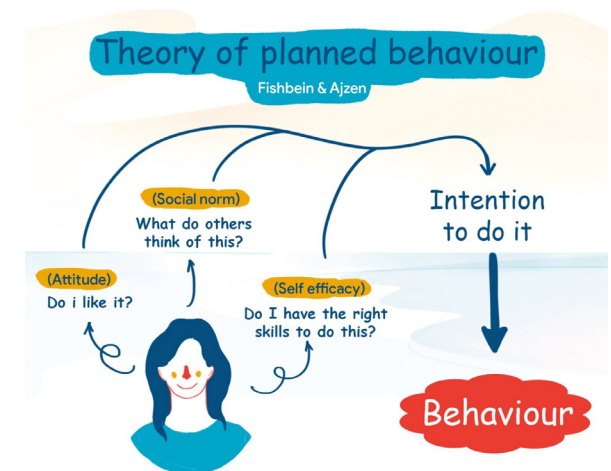 Theory of planned behaviour
Fishbein & Ajzen
(Social norm)
What do others
think of this?
(Attitude)
Do i like it?
(Self efficacy)
Do I have the right
skills to do this?
Intention
to do it
Behaviour